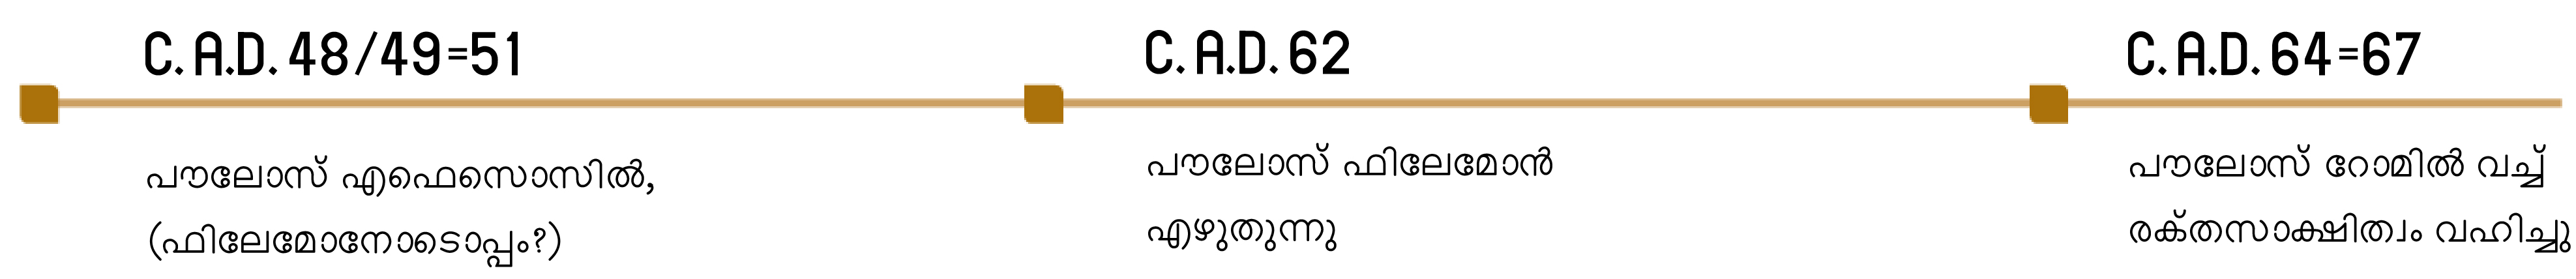 C. A.D. 48/49=51
പൗലോസ് എഫെസൊസിൽ,
(ഫിലേമോനോടൊപ്പം?)
C. A.D. 62
പൗലോസ് ഫിലേമോൻ
എഴുതുന്നു
C. A.D. 64=67
പൗലോസ് റോമിൽ വച്ച്
രക്തസാക്ഷിത്വം വഹിച്ചു